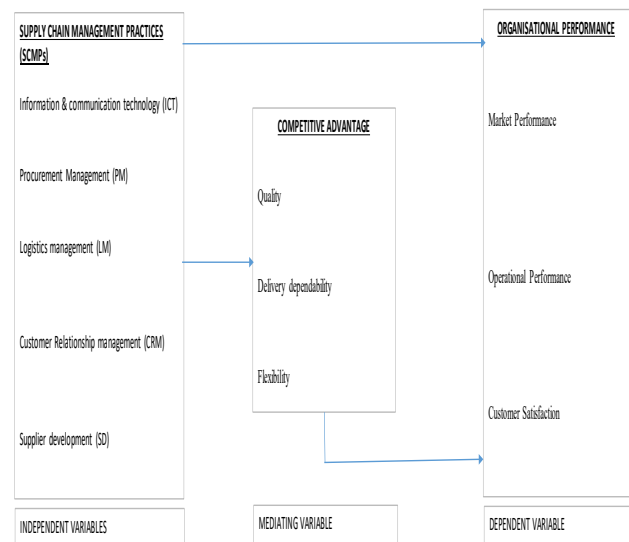 SUPPLY CHAIN MANAGEMENT PRACTICES
(SCMPs)
Information & communication technology (ICT)
Procurement Management (PM)
Logistics management (LM)
Customer Relationship management (CRM)
Supplier development (SD)
INDEPENDENT VARIABLES
COMPETITIVE ADVANTAGE
Quality
Delivery dependability
Flexibility
MEDIATING VARIABLE
ORGANISATIONAL PERFORMANCE
Market Performance
Operational Performance
Customer Satisfaction
DEPENDENT VARIABLE